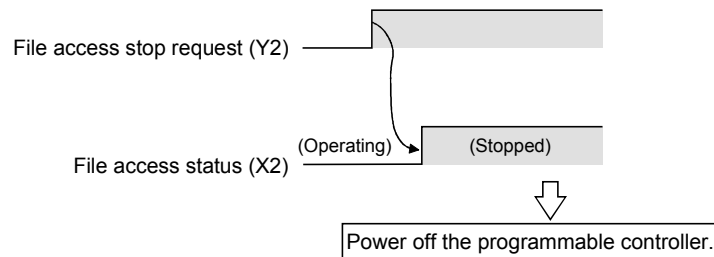 File access stop request (Y2)
(Operating)
(Stopped)
File access status (X2)
Power off the programmable controller.